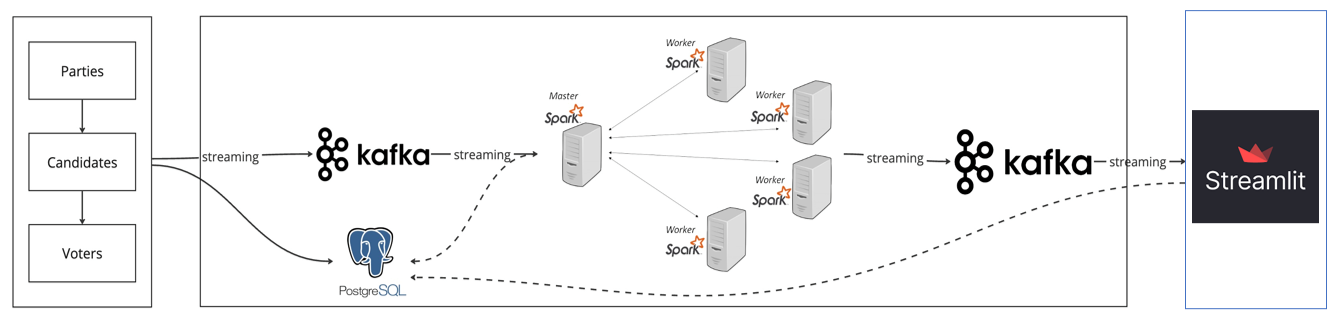 Parties
Candidates
Voters
streaming
kafka
streaming
PostgreSQL
Master
Spark
Worker
Spark
Worker
Spark
Worker
Spark
Worker
Spark
streaming
kafka
streaming
Streamlit